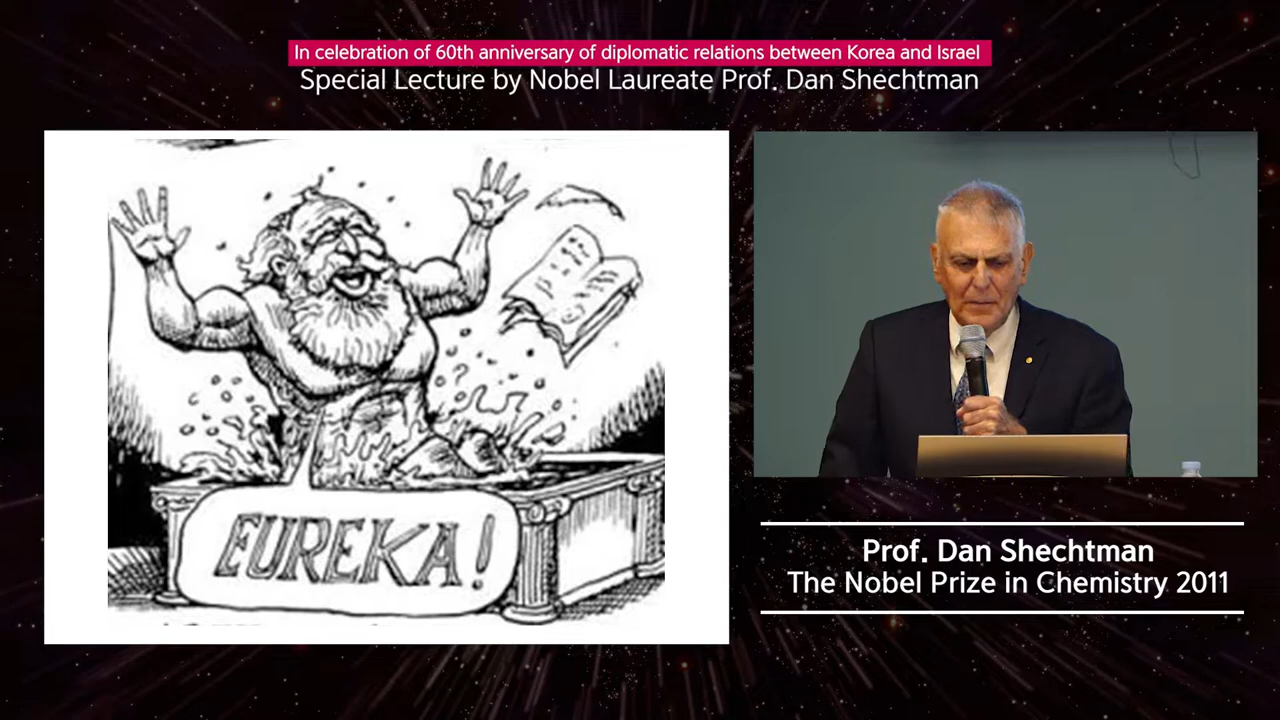 In celebration of 60th anniversary of diplomatic relations between Korea and Israel
Special Lecture by Nobel Laureate Prof. Dan Shechtman
EUREKA!
Prof. Dan Shechtman
The Nobel Prize in Chemistry 2011